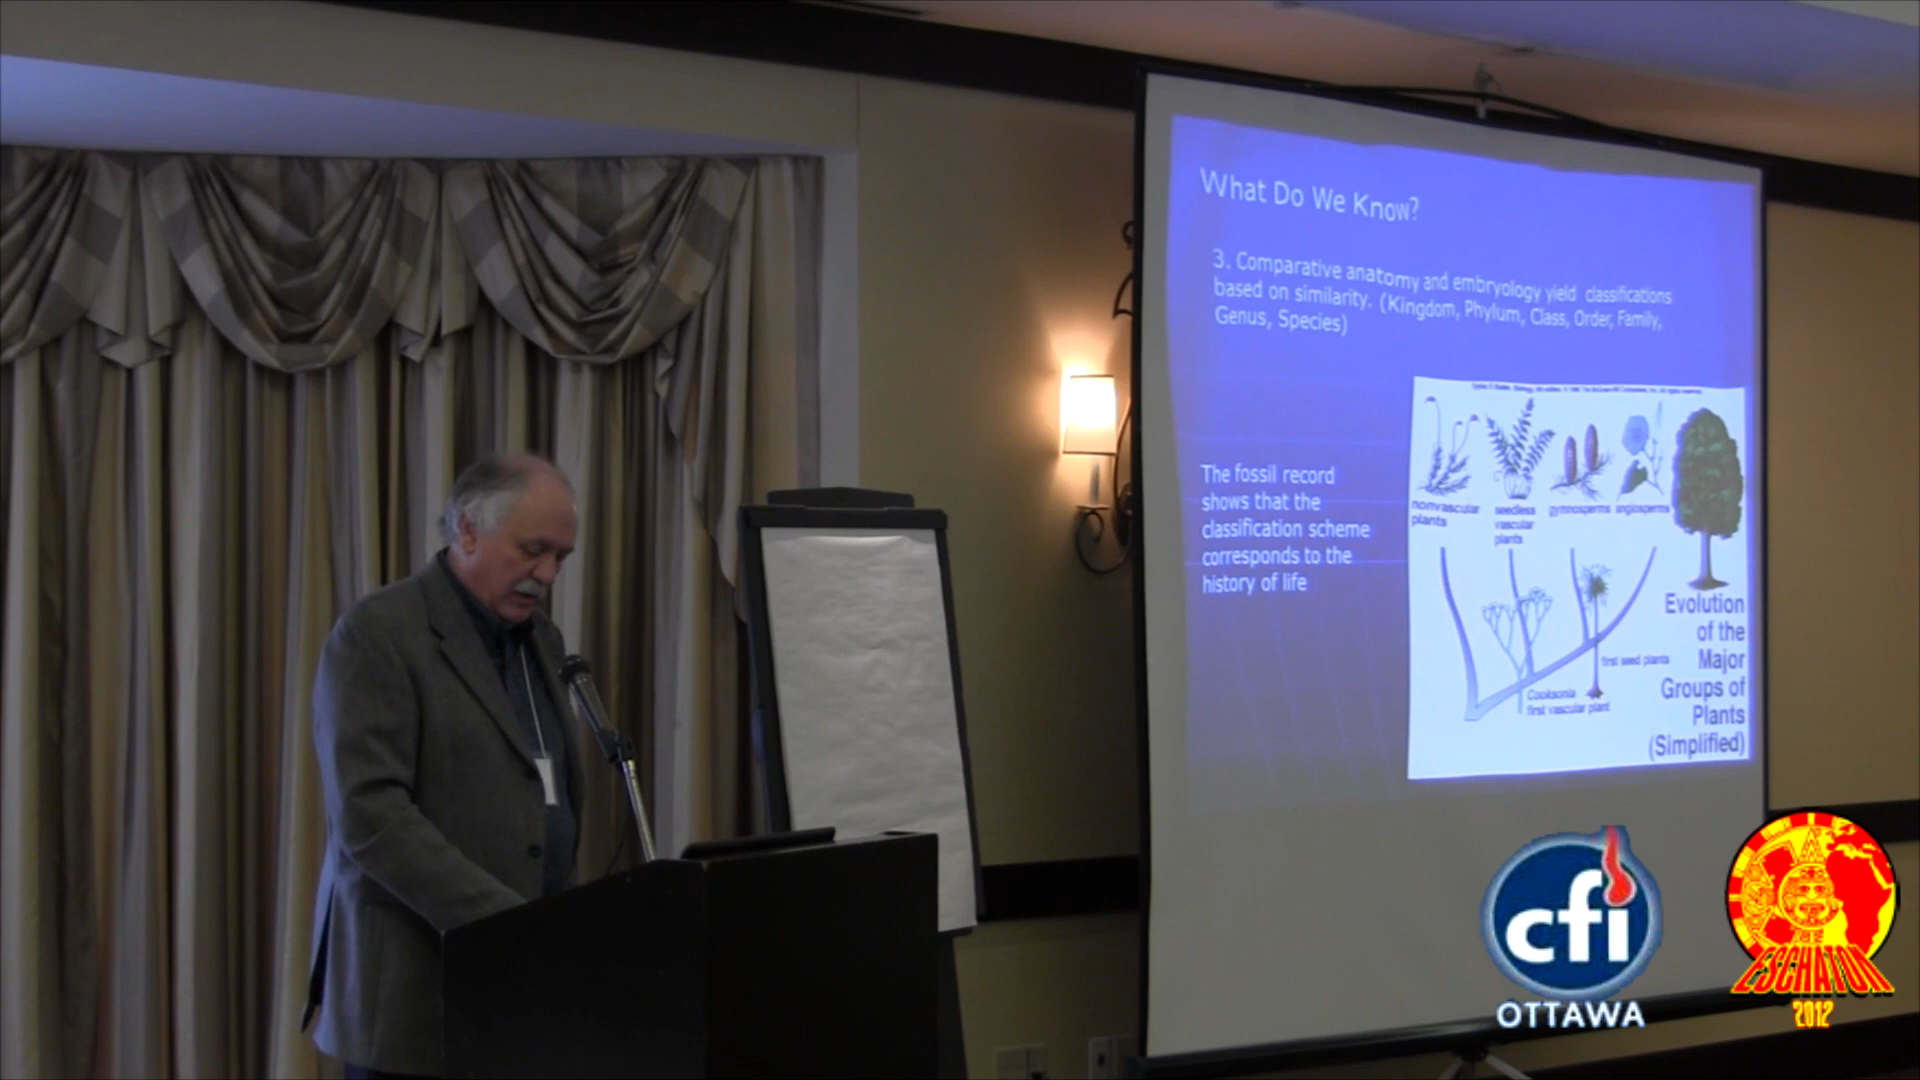 What Do We Know?
3. Comparative anatomy and embryology yield classifications
based on similarity. (Kingdom, Phylum, Class, Order, Family,
Genus, Species)
The fossil record
shows that the
classification scheme
corresponds to the
history of life
nonvascular
plants
seedless
vascular
plants
gymnosperms
angiosperms
first seed plants
Cooksonia
first vascular plant
Evolution
of the
Major
Groups of
Plants
(Simplified)
cfi
OTTAWA
ESCHATON
2012